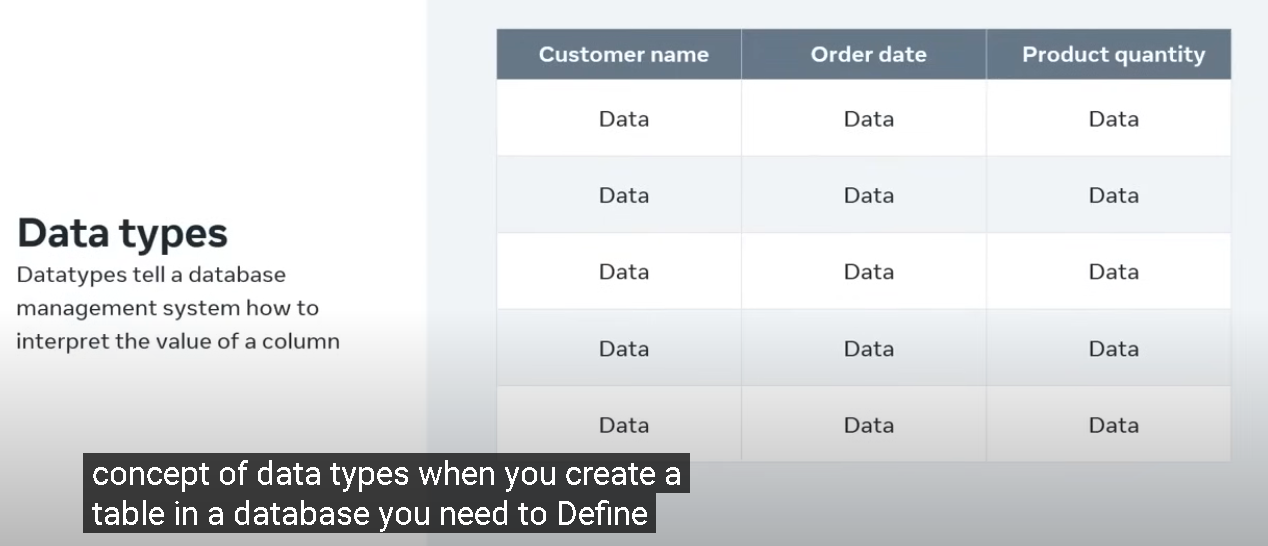 Data types
Datatypes tell a database
management system how to
interpret the value of a column
Customer name Order date Product quantity
Data Data Data
Data Data Data
Data Data Data
Data Data Data
Data Data Data
concept of data types when you create a
table in a database you need to Define